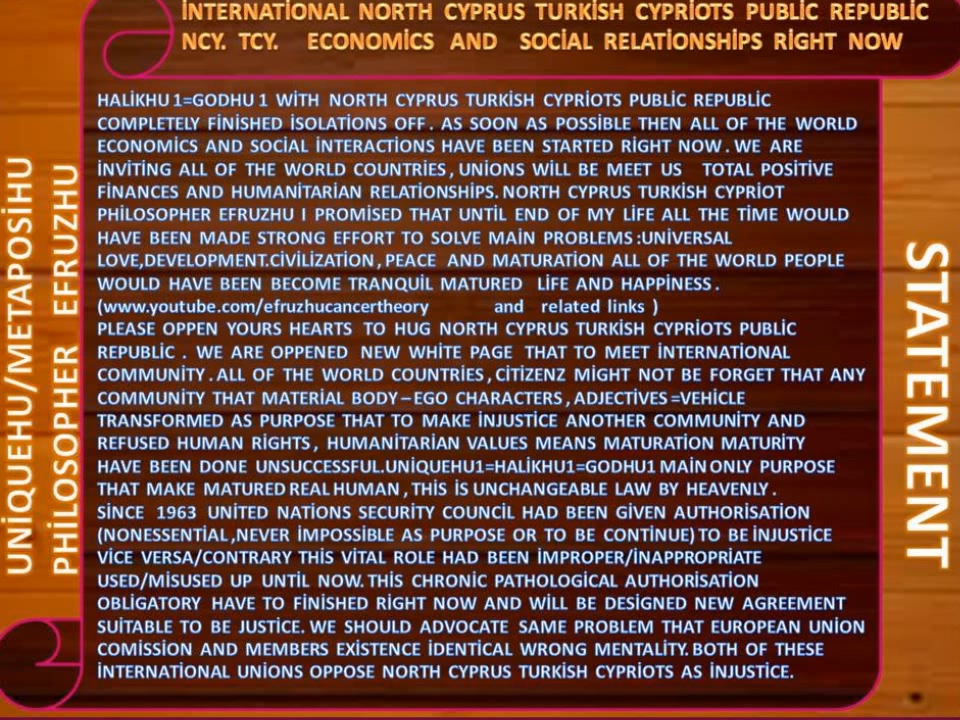 İNTERNATİONAL NORTH CYPRUS TURKİSH CYPRİOTS PUBLİC REPUBLİC
NCY. TCY. ECONOMİCS AND SOCİAL RELATİONSHİPS RİGHT NOW
HALİKHU 1=GODHU 1 WİTH NORTH CYPRUS TURKİSH CYPRİOTS PUBLİC REPUBLİC
COMPLETELY FİNİSHED İSOLATİONS OFF . AS SOON AS POSSİBLE THEN ALL OF THE WORLD
ECONOMİCS AND SOCİAL İNTERACTİONS HAVE BEEN STARTED RİGHT NOW . WE ARE
İNVİTİNG ALL OF THE WORLD COUNTRİES , UNİONS WİLL BE MEET US TOTAL POSİTİVE
FİNANCES AND HUMANİTARİAN RELATİONSHİPS. NORTH CYPRUS TURKİSH CYPRİOT
PHİLOSOPHER EFRUZHU I PROMİSED THAT UNTİL END OF MY LİFE ALL THE TİME WOULD
HAVE BEEN MADE STRONG EFFORT TO SOLVE MAİN PROBLEMS :UNİVERSAL
LOVE,DEVELOPMENT.CİVİLİZATİON , PEACE AND MATURATİON ALL OF THE WORLD PEOPLE
WOULD HAVE BEEN BECOME TRANQUİL MATURED LİFE AND HAPPİNESS .
(www.youtube.com/efruzhucancertheory and related links )
PLEASE OPPEN YOURS HEARTS TO HUG NORTH CYPRUS TURKİSH CYPRİOTS PUBLİC
REPUBLİC . WE ARE OPPENED NEW WHİTE PAGE THAT TO MEET İNTERNATİONAL
COMMUNİTY . ALL OF THE WORLD COUNTRİES , CİTİZENZ MİGHT NOT BE FORGET THAT ANY
COMMUNİTY THAT MATERİAL BODY – EGO CHARACTERS , ADJECTİVES =VEHİCLE
TRANSFORMED AS PURPOSE THAT TO MAKE İNJUSTİCE ANOTHER COMMUNİTY AND
REFUSED HUMAN RİGHTS , HUMANİTARİAN VALUES MEANS MATURATİON MATURİTY
HAVE BEEN DONE UNSUCCESSFUL.UNİQUEHU1=HALİKHU1=GODHU1 MAİN ONLY PURPOSE
THAT MAKE MATURED REAL HUMAN , THİS İS UNCHANGEABLE LAW BY HEAVENLY .
SİNCE 1963 UNİTED NATİONS SECURİTY COUNCİL HAD BEEN GİVEN AUTHORİSATİON
(NONESSENTİAL ,NEVER İMPOSSİBLE AS PURPOSE OR TO BE CONTİNUE) TO BE İNJUSTİCE
VİCE VERSA/CONTRARY THİS VİTAL ROLE HAD BEEN İMPROPER/İNAPPROPRİATE
USED/MİSUSED UP UNTİL NOW. THİS CHRONİC PATHOLOGİCAL AUTHORİSATİON
OBLİGATORY HAVE TO FİNİSHED RİGHT NOW AND WİLL BE DESİGNED NEW AGREEMENT
SUİTABLE TO BE JUSTİCE. WE SHOULD ADVOCATE SAME PROBLEM THAT EUROPEAN UNİON
COMİSSİON AND MEMBERS EXİSTENCE İDENTİCAL WRONG MENTALİTY. BOTH OF THESE
İNTERNATİONAL UNİONS OPPOSE NORTH CYPRUS TURKİSH CYPRİOTS AS İNJUSTİCE.
UNİQUEHU/METAPOSİHU
PHİLOSOPHER EFRUZHU
STATEMENT